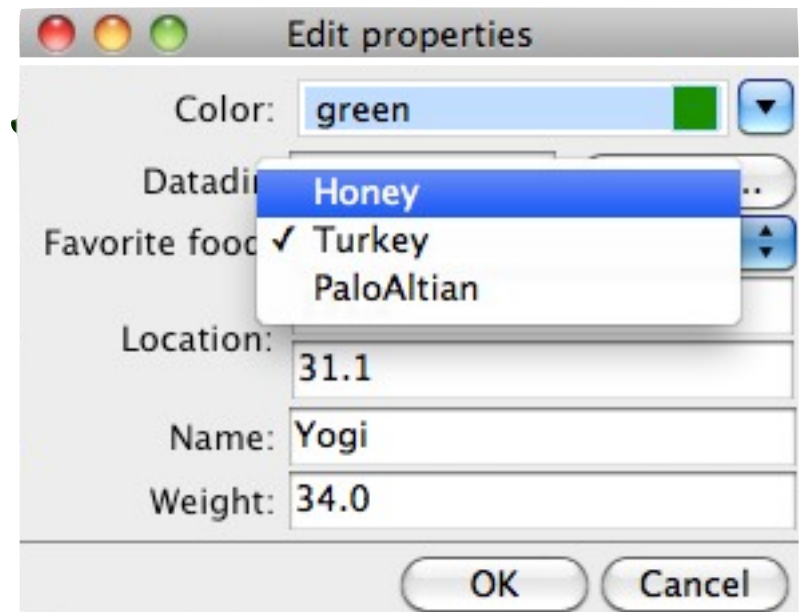 Edit properties
Color: green
Datadi
..
Honey
Favorite food
✓ Turkey
PaloAltian
Location:
31.1
Name: Yogi
Weight: 34.0
OK Cancel